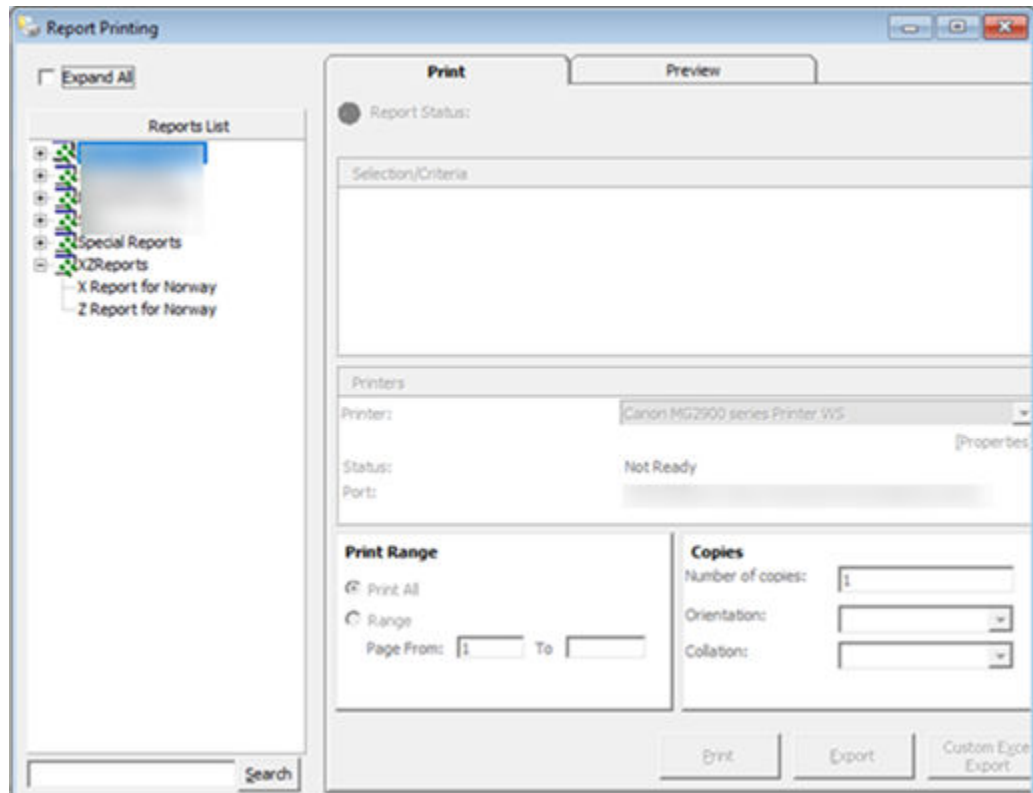 Report Printing
Expand All
Reports List
Special Reports
XZReports
X Report for Norway
Z Report for Norway
Search
Print
Preview
Report Status:
Selection/Criteria
Printers
Printer:
Canon MG2900 series Printer WS
[Properties
Status:
Not Ready
Port:
Print Range
Print All
Range
Page From: 1 To
Copies
Number of copies: 1
Orientation:
Collation:
Print
Export
Custom Exce
Export